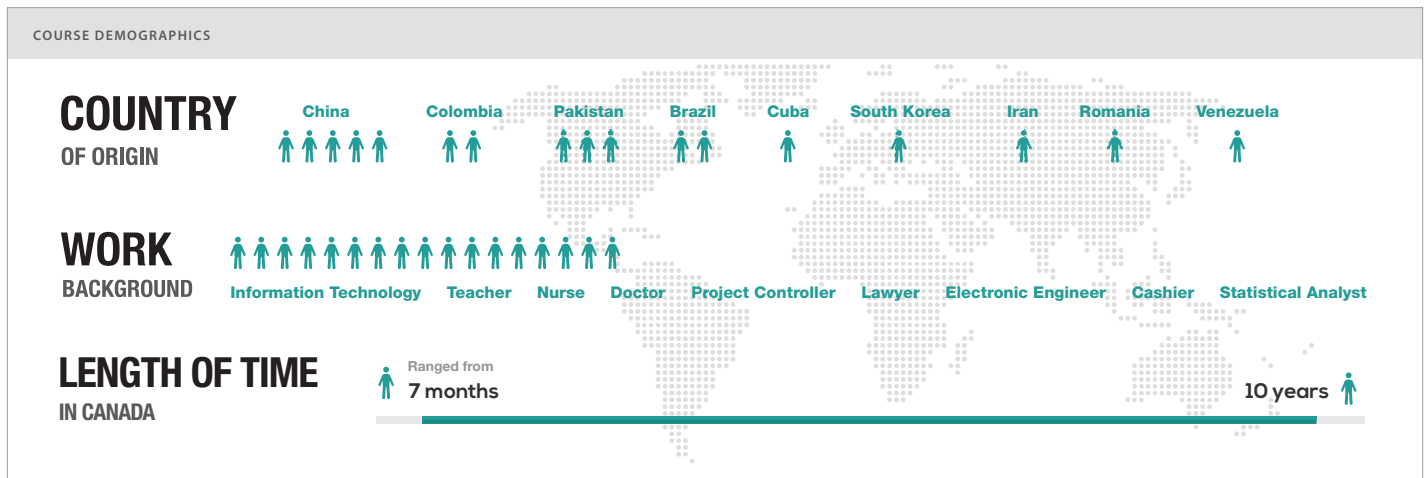 COURSE DEMOGRAPHICS
COUNTRY
OF ORIGIN
China Colombia Pakistan Brazil Cuba South Korea Iran Romania Venezuela
WORK
BACKGROUND
Information Technology Teacher Nurse Doctor Project Controller Lawyer Electronic Engineer Cashier Statistical Analyst
LENGTH OF TIME
IN CANADA
Ranged from
7 months
10 years